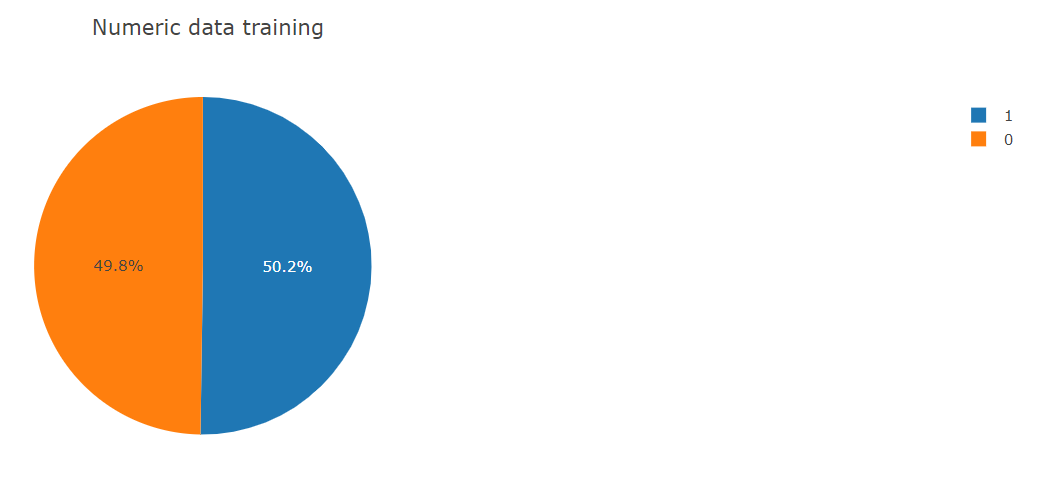 Numeric data training
1
0
49.8%
50.2%